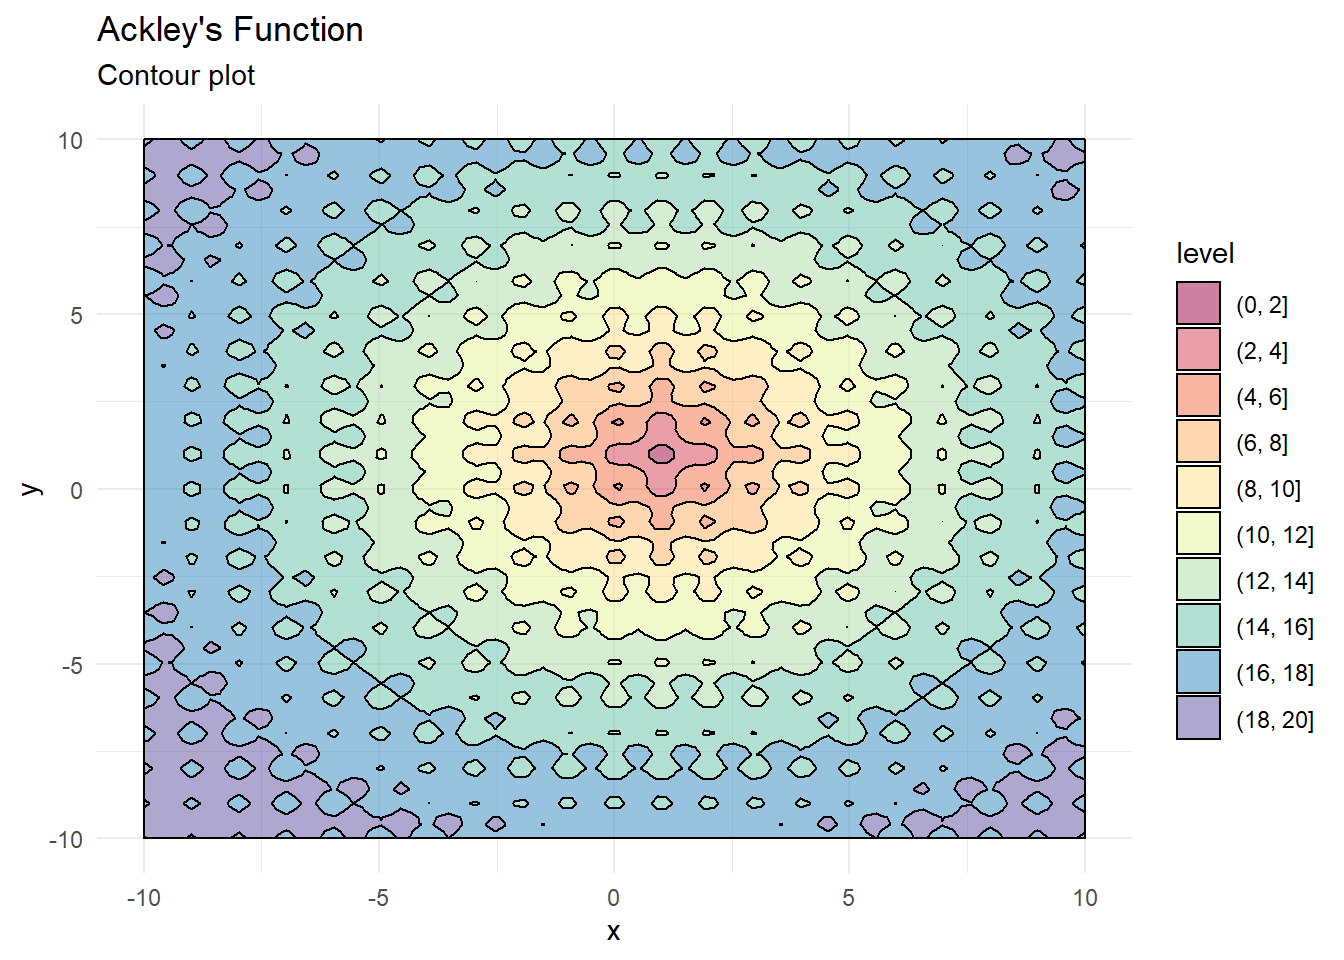 Ackley's Function
Contour plot
10
5
0
-5
-10
y
-10 -5 0 5 10
x
level
(0, 2]
(2, 4]
(4, 6]
(6, 8]
(8, 10]
(10, 12]
(12, 14]
(14, 16]
(16, 18]
(18, 20]